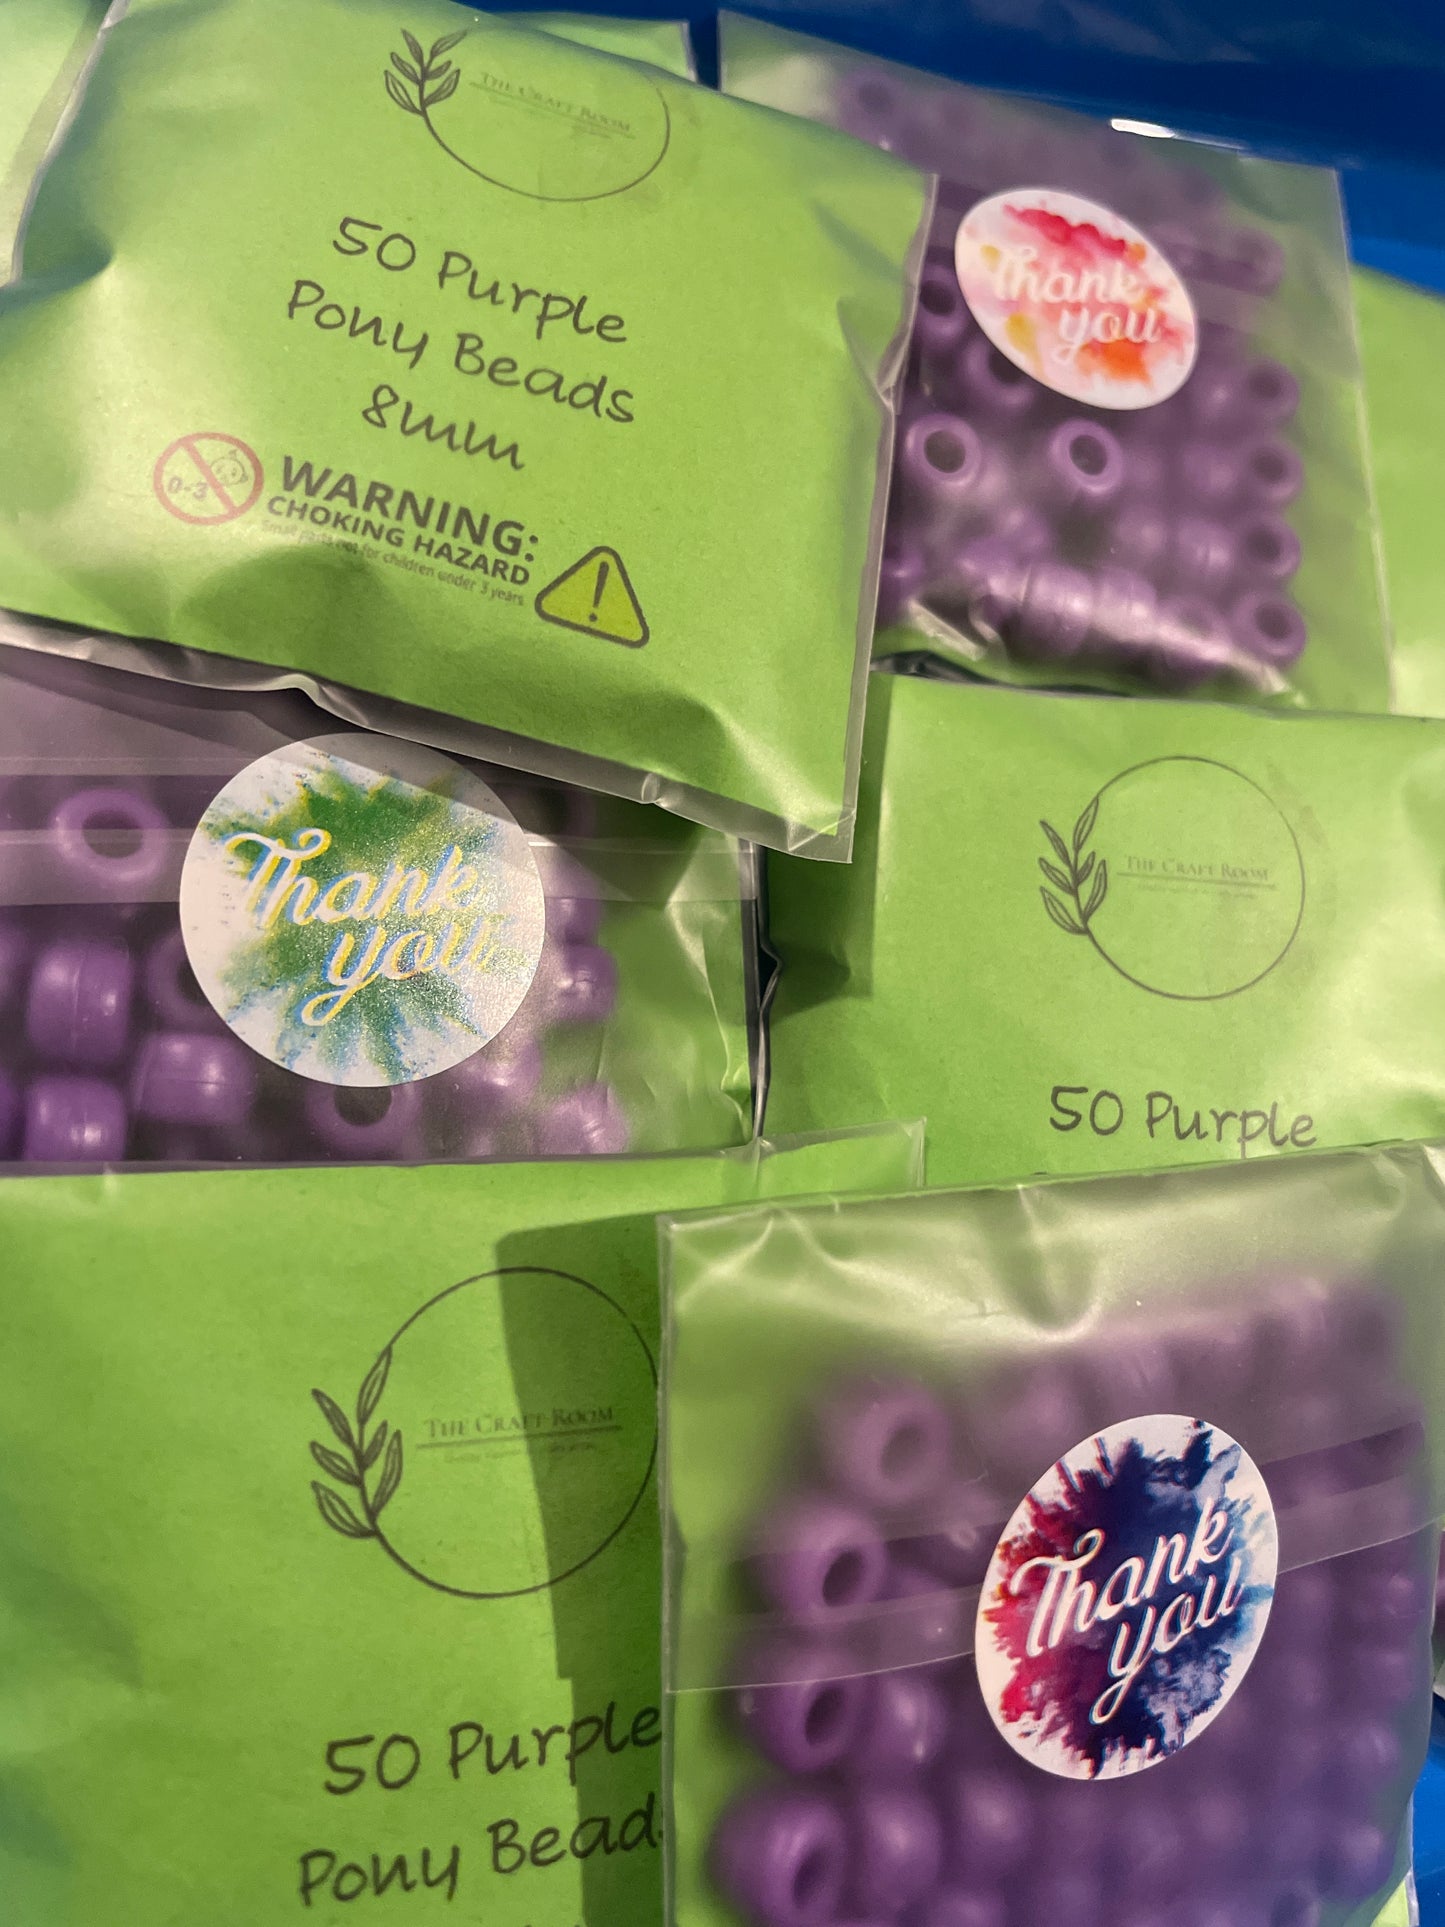 THE CRAFT ROOM
50 Purple
Pony Beads
8mm
0-3
WARNING:
CHOKING HAZARD
Small parts not for children under 3 years
Thank
you
Thank
you
THE CRAFT ROOM
50 Purple
THE CRAFT ROOM
50 Purple
Pony Bead
Thank
you